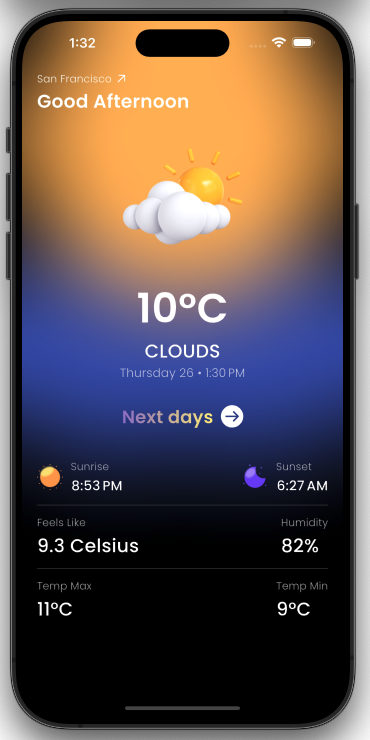 1:32
San Francisco
Good Afternoon
10°C
CLOUDS
Thursday 26 • 1:30 PM
Next days
Sunrise
8:53 PM
Sunset
6:27 AM
Feels Like
9.3 Celsius
Humidity
82%
Temp Max
11°C
Temp Min
9°C